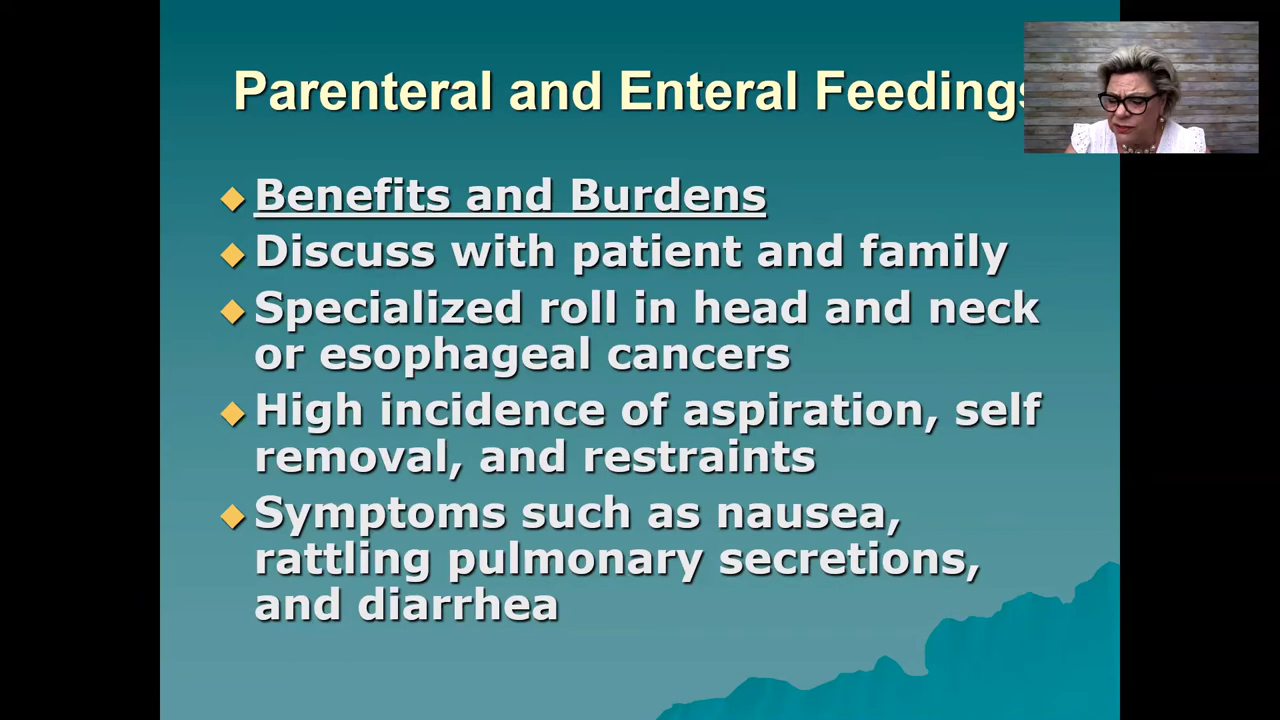 Parenteral and Enteral Feedings
Benefits and Burdens
Discuss with patient and family
Specialized roll in head and neck
or esophageal cancers
High incidence of aspiration, self
removal, and restraints
Symptoms such as nausea,
rattling pulmonary secretions,
and diarrhea